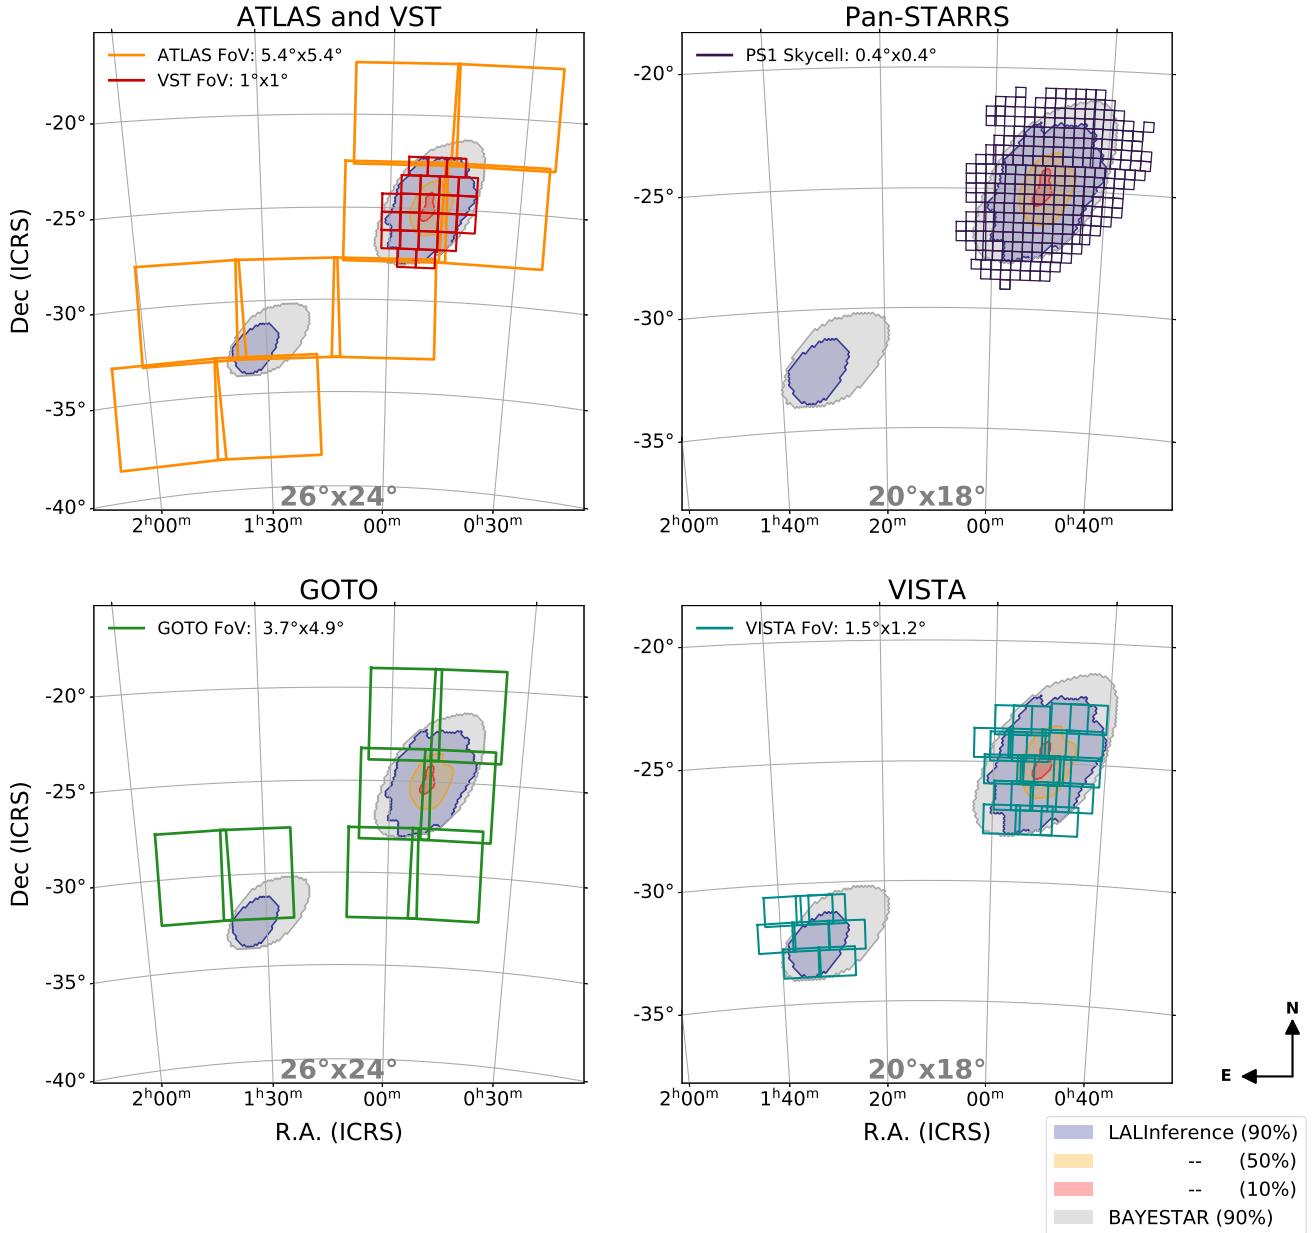 ATLAS and VST
ATLAS FoV: 5.4°x5.4°
VST FoV: 1°x1°
-20°
-25°
-30°
-35°
-40°
Dec (ICRS)
26°x24°
2ʰ00ᵐ 1ʰ30ᵐ 00ᵐ 0ʰ30ᵐ
Pan-STARRS
PS1 Skycell: 0.4°x0.4°
-20°
-25°
-30°
-35°
20°x18°
2ʰ00ᵐ 1ʰ40ᵐ 20ᵐ 00ᵐ 0ʰ40ᵐ
GOTO
GOTO FoV: 3.7°x4.9°
-20°
-25°
-30°
-35°
-40°
Dec (ICRS)
26°x24°
2ʰ00ᵐ 1ʰ30ᵐ 00ᵐ 0ʰ30ᵐ
R.A. (ICRS)
VISTA
VISTA FoV: 1.5°x1.2°
-20°
-25°
-30°
-35°
20°x18°
2ʰ00ᵐ 1ʰ40ᵐ 20ᵐ 00ᵐ 0ʰ40ᵐ
R.A. (ICRS)
N
E
LALInference (90%)
-- (50%)
-- (10%)
BAYESTAR (90%)